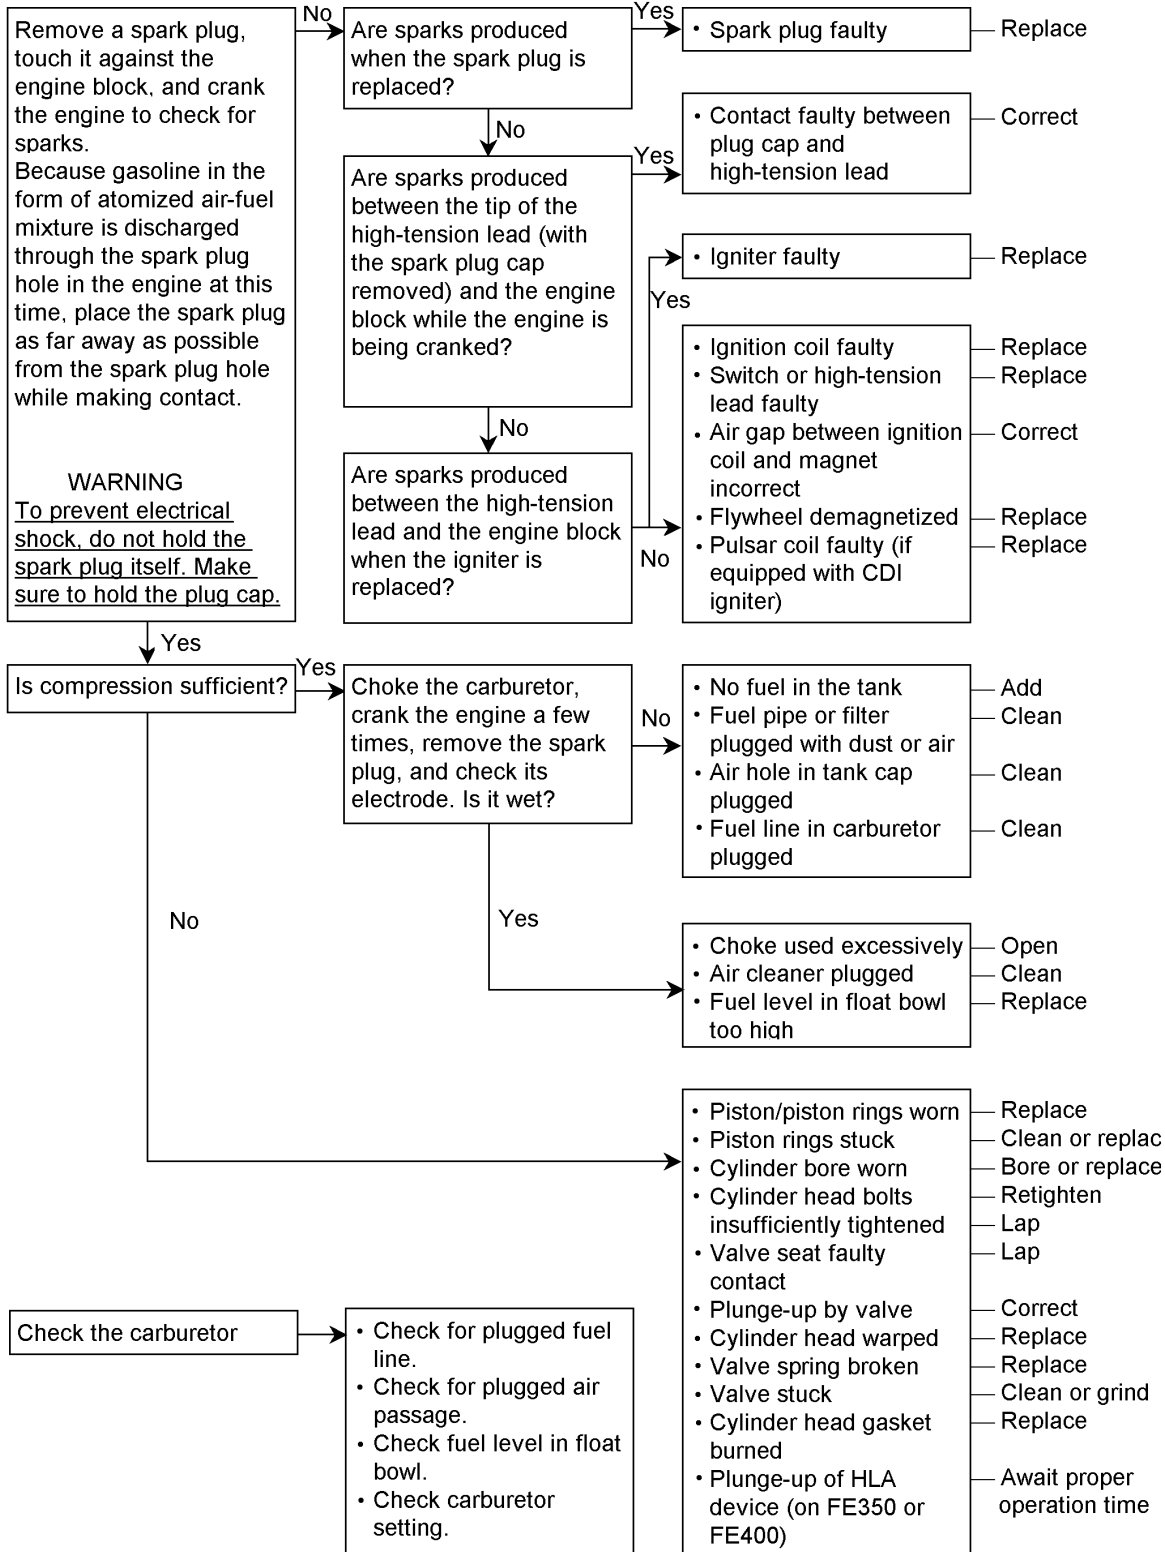 Remove a spark plug,
touch it against the
engine block, and crank
the engine to check for
sparks.
Because gasoline in the
form of atomized air-fuel
mixture is discharged
through the spark plug
hole in the engine at this
time, place the spark plug
as far away as possible
from the spark plug hole
while making contact.
WARNING
To prevent electrical
shock, do not hold the
spark plug itself. Make
sure to hold the plug cap.
No
Are sparks produced
when the spark plug is
replaced?
Yes
• Spark plug faulty
Replace
No
Are sparks produced
between the tip of the
high-tension lead (with
the spark plug cap
removed) and the engine
block while the engine is
being cranked?
Yes
• Contact faulty between
plug cap and
high-tension lead
Correct
No
Are sparks produced
between the high-tension
lead and the engine block
when the igniter is
replaced?
Yes
• Igniter faulty
Replace
No
• Ignition coil faulty
Replace
• Switch or high-tension
lead faulty
Replace
• Air gap between ignition
coil and magnet
incorrect
Correct
• Flywheel demagnetized
Replace
• Pulsar coil faulty (if
equipped with CDI
igniter)
Replace
Yes
Is compression sufficient?
Yes
Choke the carburetor,
crank the engine a few
times, remove the spark
plug, and check its
electrode. Is it wet?
No
• No fuel in the tank
Add
• Fuel pipe or filter
plugged with dust or air
Clean
• Air hole in tank cap
plugged
Clean
• Fuel line in carburetor
plugged
Clean
Yes
• Choke used excessively
Open
• Air cleaner plugged
Clean
• Fuel level in float bowl
too high
Replace
No
• Piston/piston rings worn
Replace
• Piston rings stuck
Clean or replac
• Cylinder bore worn
Bore or replace
• Cylinder head bolts
insufficiently tightened
Retighten
Lap
• Valve seat faulty
contact
Lap
• Plunge-up by valve
Correct
• Cylinder head warped
Replace
• Valve spring broken
Replace
• Valve stuck
Clean or grind
• Cylinder head gasket
burned
Replace
• Plunge-up of HLA
device (on FE350 or
FE400)
Await proper
operation time
Check the carburetor
• Check for plugged fuel
line.
• Check for plugged air
passage.
• Check fuel level in float
bowl.
• Check carburetor
setting.